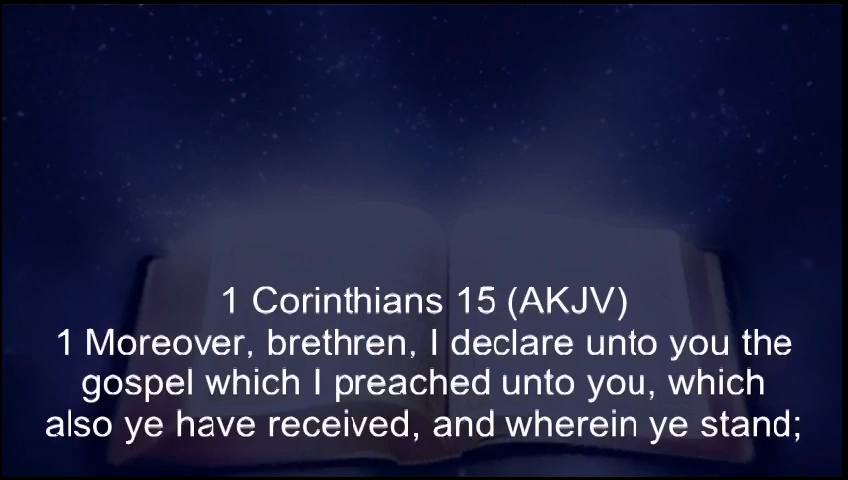 1 Corinthians 15 (AKJV)
1 Moreover, brethren, I declare unto you the
gospel which I preached unto you, which
also ye have received, and wherein ye stand;